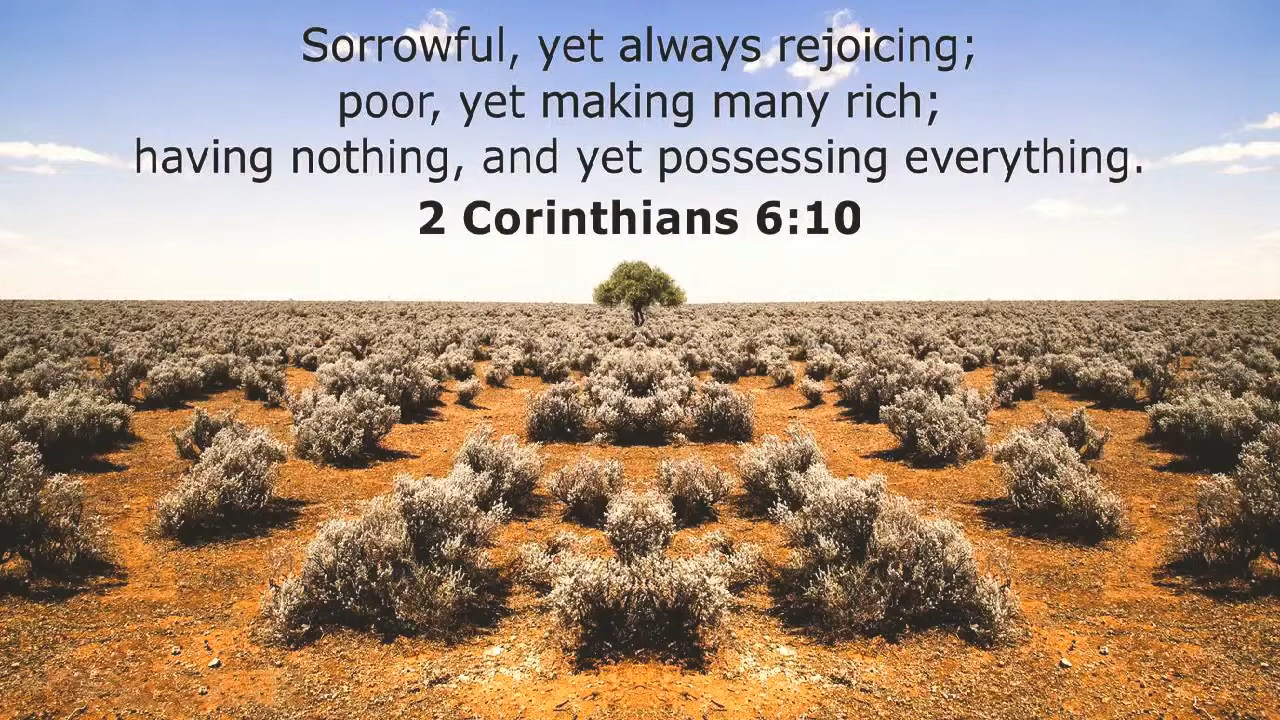 Sorrowful, yet always rejoicing;
poor, yet making many rich;
having nothing, and yet possessing everything.
2 Corinthians 6:10